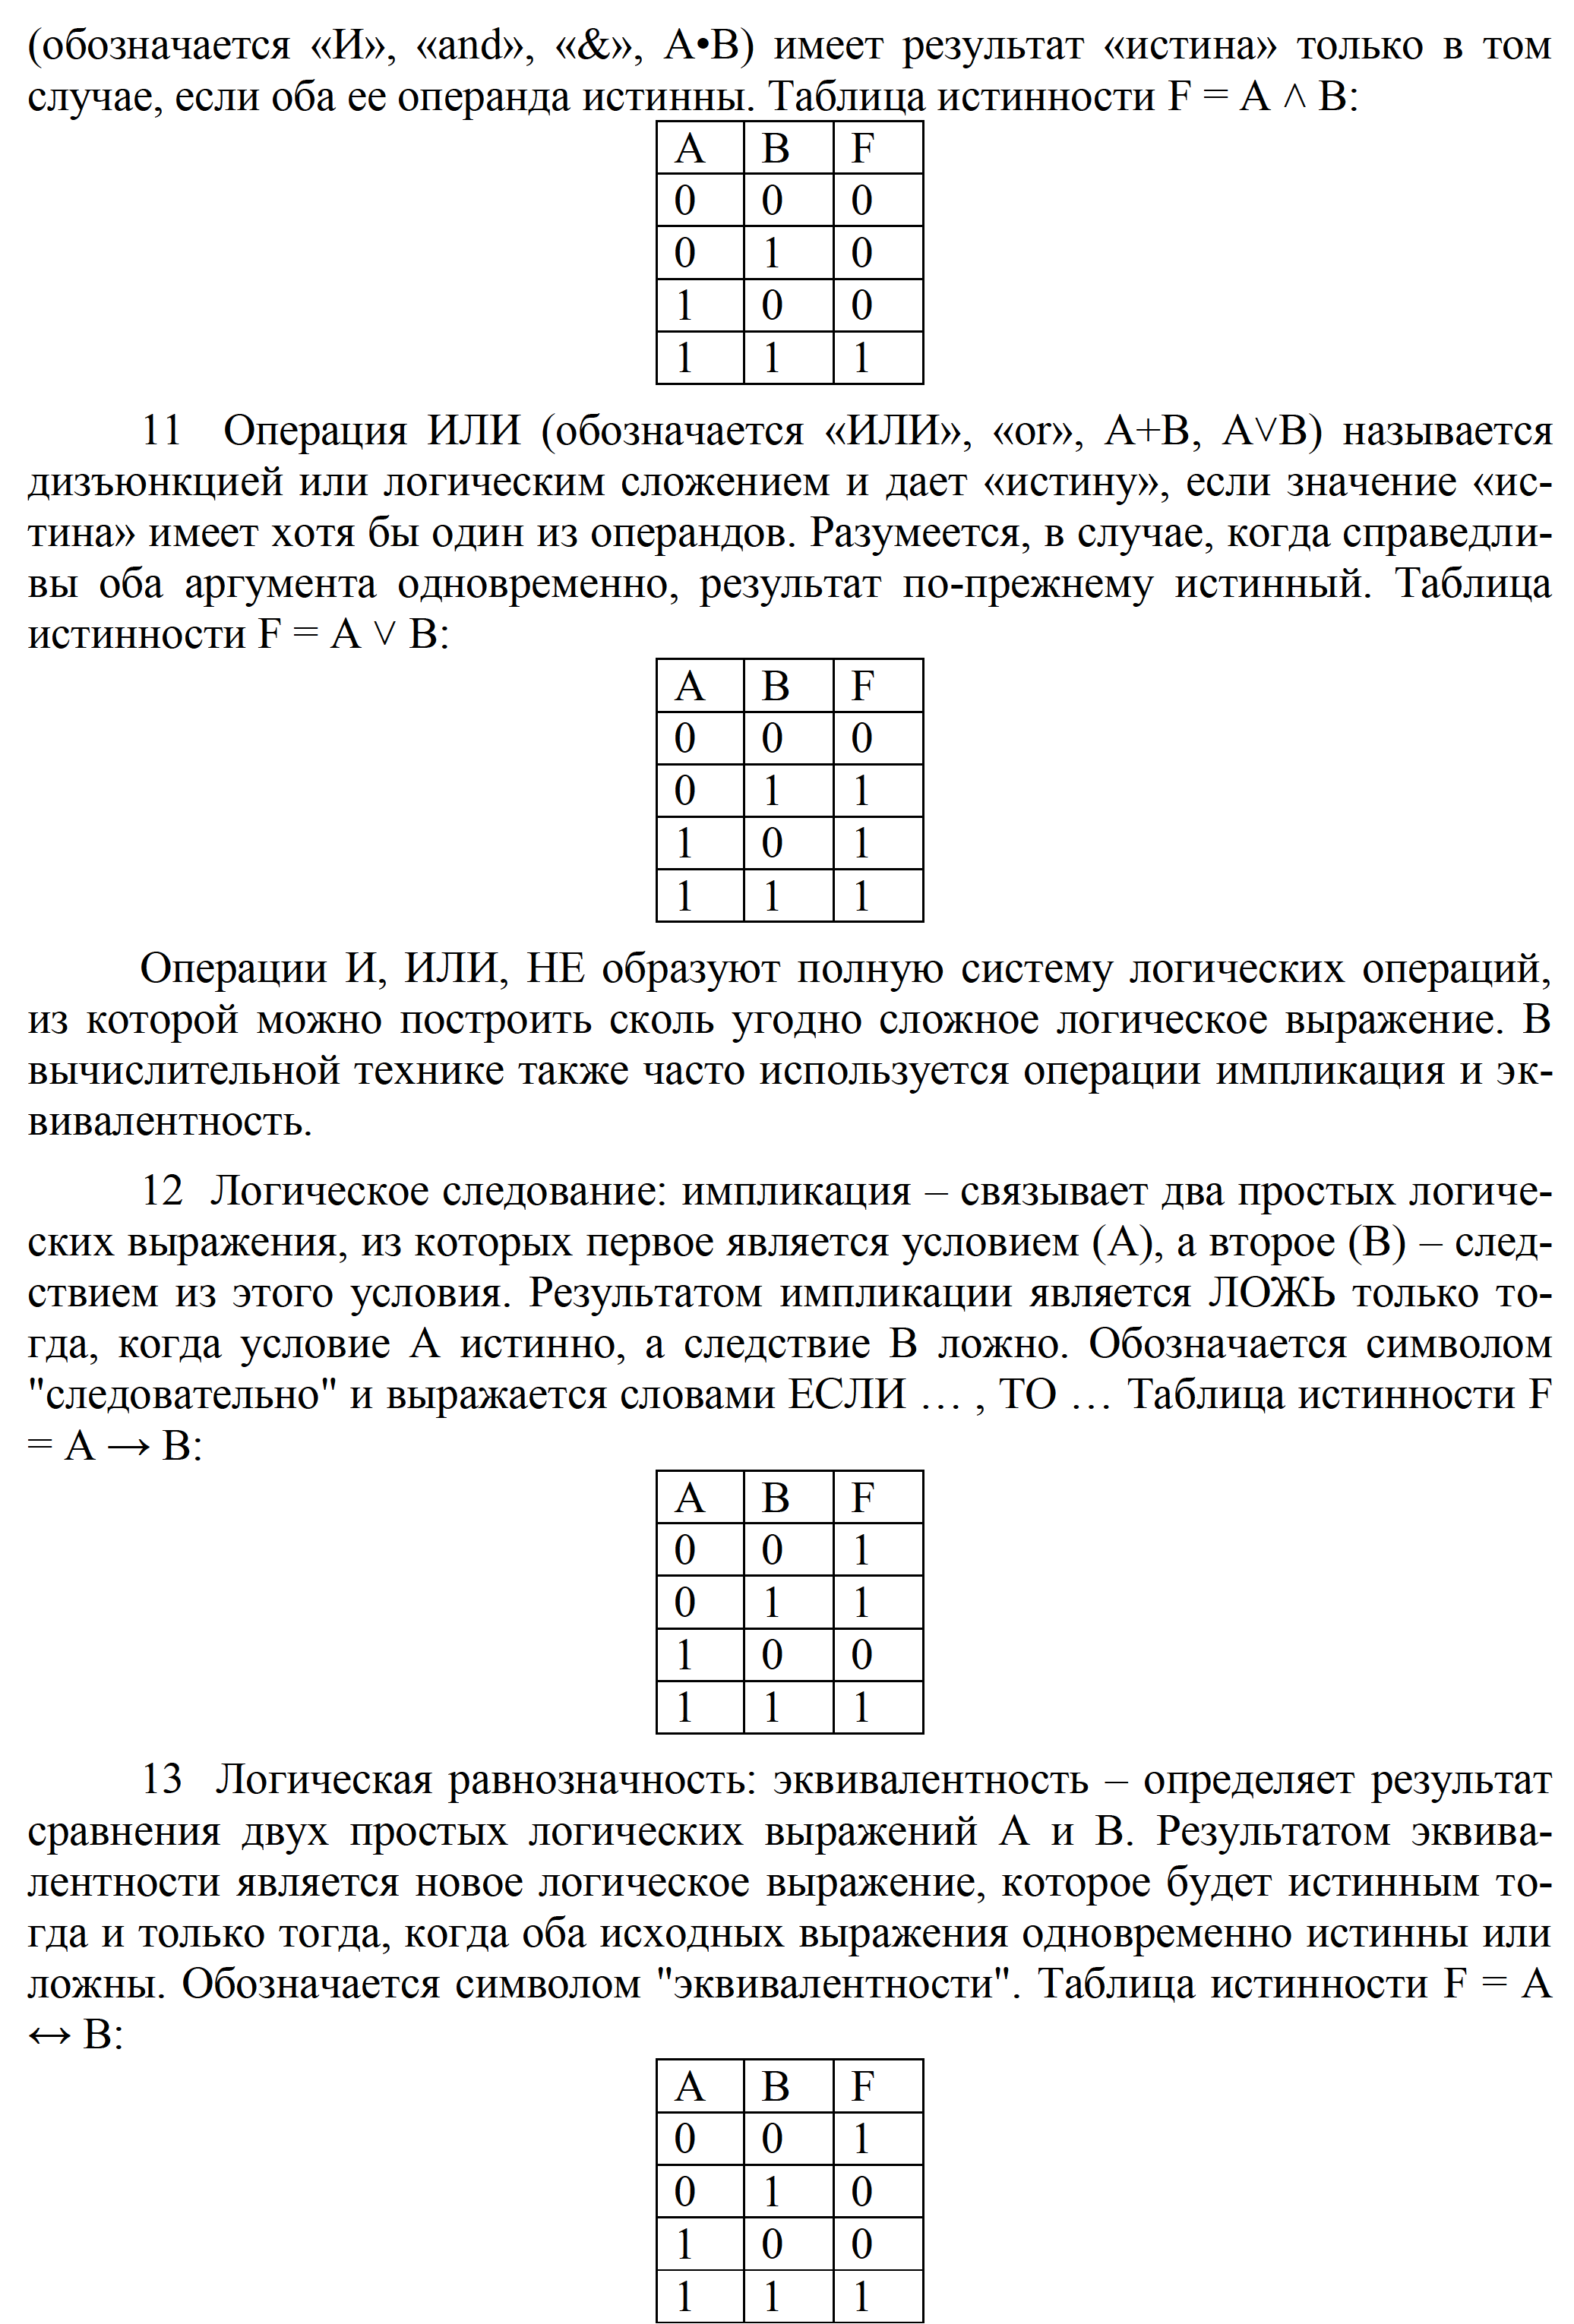 (обозначается «И», «and», «&», A•B) имеет результат «истина» только в том
случае, если оба ее операнда истинны. Таблица истинности F = A ˄ B:
A B F
0 0 0
0 1 0
1 0 0
1 1 1
11 Операция ИЛИ (обозначается «ИЛИ», «or», A+B, A˅B) называется
дизъюнкцией или логическим сложением и дает «истину», если значение «ис-
тина» имеет хотя бы один из операндов. Разумеется, в случае, когда справедли-
вы оба аргумента одновременно, результат по-прежнему истинный. Таблица
истинности F = A ˅ B:
A B F
0 0 0
0 1 1
1 0 1
1 1 1
Операции И, ИЛИ, НЕ образуют полную систему логических операций,
из которой можно построить сколь угодно сложное логическое выражение. В
вычислительной технике также часто используется операции импликация и эк-
вивалентность.
12 Логическое следование: импликация – связывает два простых логиче-
ских выражения, из которых первое является условием (А), а второе (В) – след-
ствием из этого условия. Результатом импликации является ЛОЖЬ только то-
гда, когда условие А истинно, а следствие В ложно. Обозначается символом
"следовательно" и выражается словами ЕСЛИ … , ТО … Таблица истинности F
= A → B:
A B F
0 0 1
0 1 1
1 0 0
1 1 1
13 Логическая равнозначность: эквивалентность – определяет результат
сравнения двух простых логических выражений А и В. Результатом эквива-
лентности является новое логическое выражение, которое будет истинным то-
гда и только тогда, когда оба исходных выражения одновременно истинны или
ложны. Обозначается символом "эквивалентности". Таблица истинности F = A
↔ B:
A B F
0 0 1
0 1 0
1 0 0
1 1 1